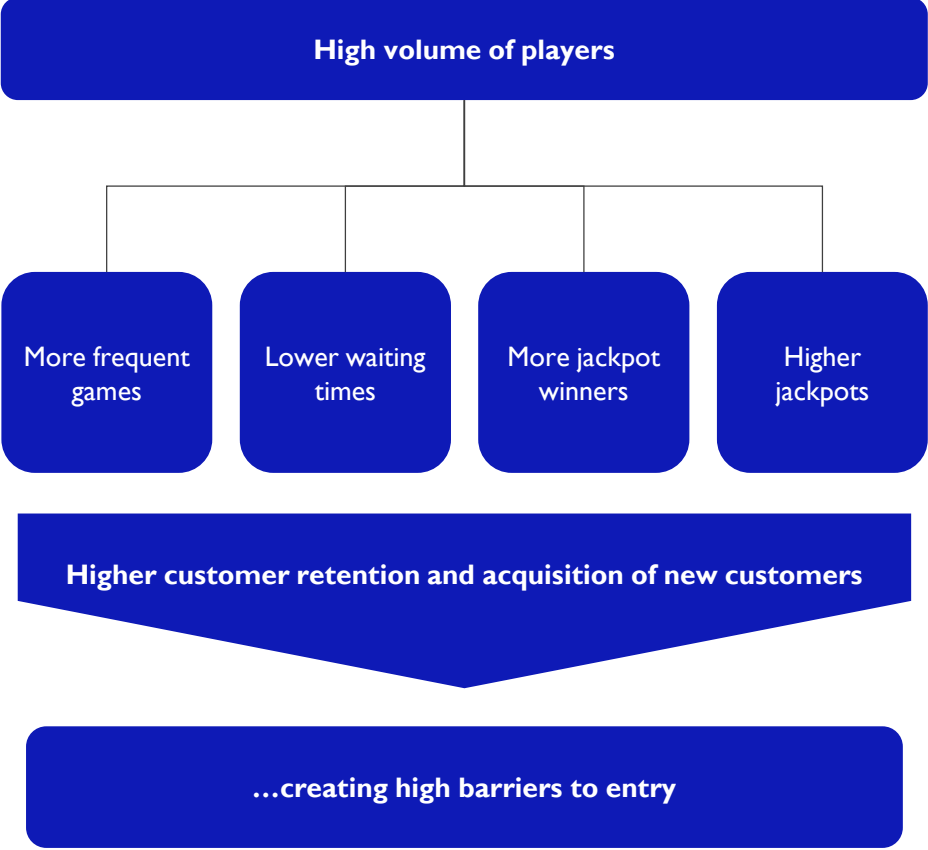 High volume of players
More frequent
games
Lower waiting
times
More jackpot
winners
Higher
jackpots
Higher customer retention and acquisition of new customers
…creating high barriers to entry